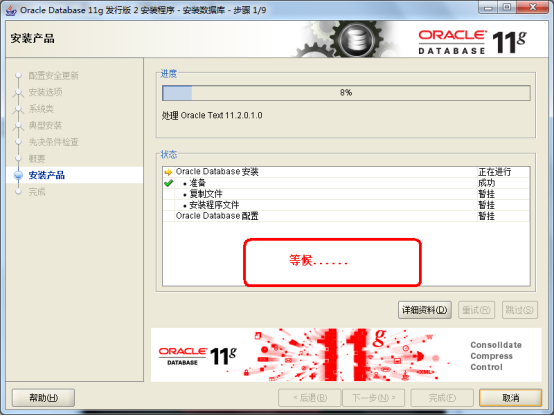 Oracle Database 11g 发行版 2 安装程序 - 安装数据库 - 步骤 1/9
安装产品
ORACLE 11g
DATABASE
配置安全更新
安装选项
系统类
典型安装
先决条件检查
概要
安装产品
完成
进度
8%
处理 Oracle Text 11.2.0.1.0
状态
Oracle Database 安装 正在进行
• 准备 成功
• 复制文件 暂挂
• 安装程序文件 暂挂
Oracle Database 配置 暂挂
等候......
详细资料(D) 重试(R) 跳过(S)
ORACLE 11g
DATABASE
11g
<XML>
Consolidate
Compress
Control
帮助(H) < 后退(B) 下一步(N) > 完成(F) 取消